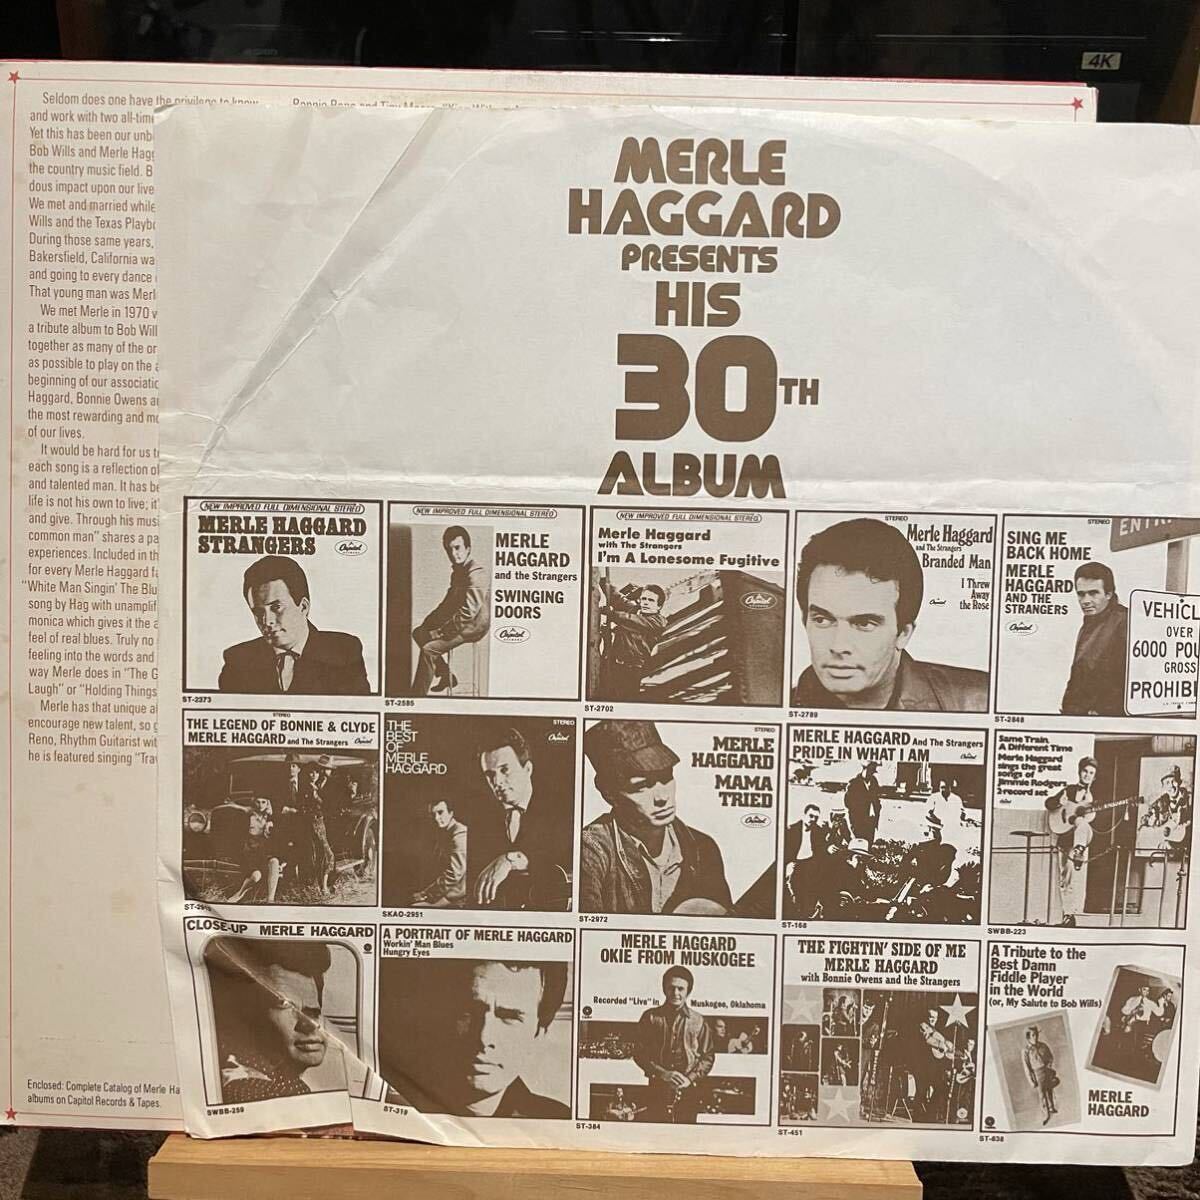 4K
Seldom does one have the privilege to know
and work with two all-time
Yet this has been our
Bob Wills and Merle
the country music field. B
dous impact upon our live
We met and married while
Wills and the Texas
During those same years,
Bakersfield, California wa
and going to every dance
That young man was Merl
We met Merle in 1970 w
a tribute album to Bob Wil
together as many of the or
as possible to play on the a
beginning of our associatio
Haggard, Bonnie Owens a
the most rewarding and mo
of our lives.
It would be hard for us t
each song is a reflection of
and talented man. It has be
life is not his own to live; it
and give. Through his musi
common man" shares a pa
experiences. Included in th
for every Merle Haggard fa
"White Man Singin' The Blu
song by Hag with unamplif
monica which gives it the a
feel of real blues. Truly no
feeling into the words and
way Merle does in "The G
Laugh" or "Holding Things
Merle has that unique a
encourage new talent, so g
Reno, Rhythm Guitarist wit
he is featured singing "Tra
Enclosed: Complete Catalog of Merle Ha
albums on Capitol Records & Tapes.
MERLE
HAGGARD
PRESENTS
HIS
30TH
ALBUM
NEW IMPROVED FULL DIMENSIONAL STEREO
MERLE HAGGARD
STRANGERS
Capitol
ST-2373
NEW IMPROVED FULL DIMENSIONAL STEREO
MERLE
HAGGARD
and the Strangers
SWINGING
DOORS
Capitol
ST-2585
NEW IMPROVED FULL DIMENSIONAL STEREO
Merle Haggard
with The Strangers
I'm A Lonesome Fugitive
Capitol
ST-2702
STEREO
Merle Haggard
and The Strangers
Branded Man
I Threw
Away
the Rose
Capitol
ST-2789
STEREO
SING ME
BACK HOME
MERLE
HAGGARD
AND THE
STRANGERS
Capitol
VEHICL
OVER
6000 POU
GROSS
PROHIBI
ST-2848
STEREO
THE LEGEND OF BONNIE & CLYDE
MERLE HAGGARD and The Strangers
Capitol
STEREO
THE
BEST
OF
MERLE
HAGGARD
SKAO-2951
STEREO
MERLE
HAGGARD
MAMA
TRIED
Capitol
ST-2972
MERLE HAGGARD And The Strangers
PRIDE IN WHAT I AM
Capitol
ST-168
Same Train,
A Different Time
Merle Haggard
sings the great
songs of
Jimmie Rodgers
2 record set
SWBB-223
CLOSE-UP MERLE HAGGARD
SWBB-259
A PORTRAIT OF MERLE HAGGARD
Workin' Man Blues
Hungry Eyes
ST-319
MERLE HAGGARD
OKIE FROM MUSKOGEE
Recorded "Live" in Muskogee, Oklahoma
ST-384
THE FIGHTIN' SIDE OF ME
MERLE HAGGARD
with Bonnie Owens and the Strangers
ST-451
A Tribute to the
Best Damn
Fiddle Player
in the World
(or, My Salute to Bob Wills)
MERLE
HAGGARD
ST-638